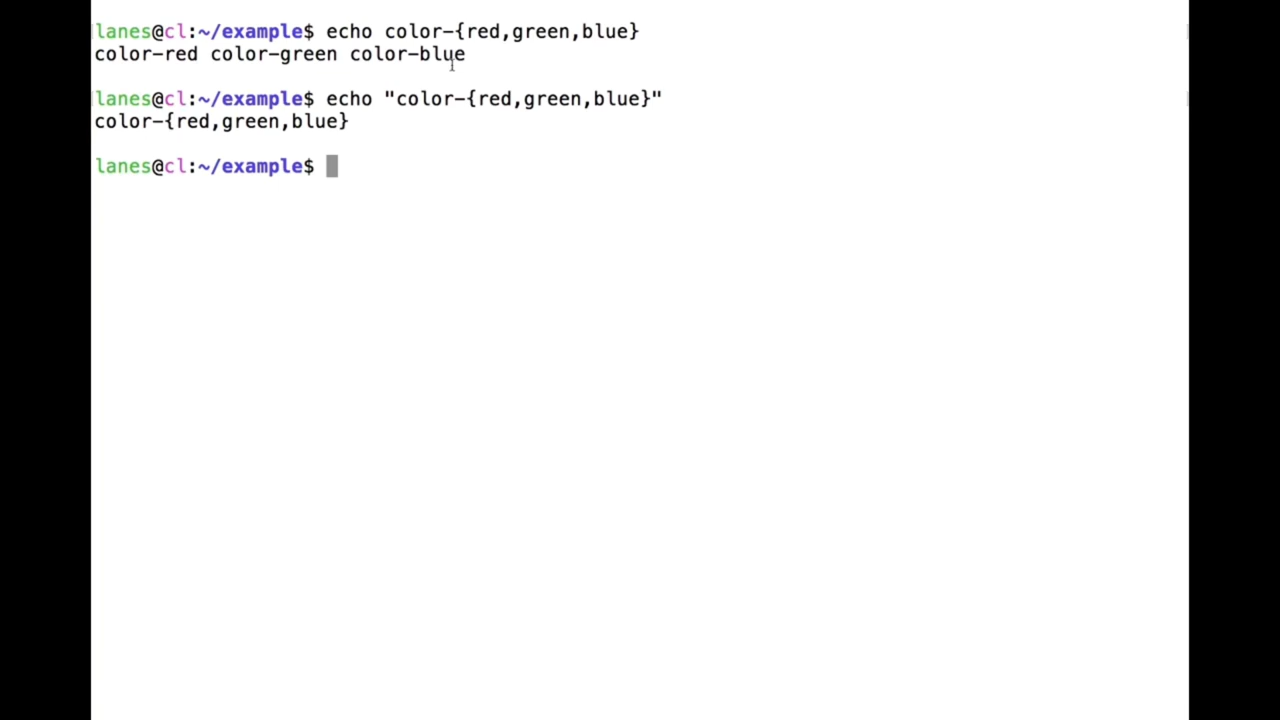 lanes@cl:~/example$ echo color-{red,green,blue}
color-red color-green color-blue
lanes@cl:~/example$ echo "color-{red,green,blue}"
color-{red,green,blue}
lanes@cl:~/example$